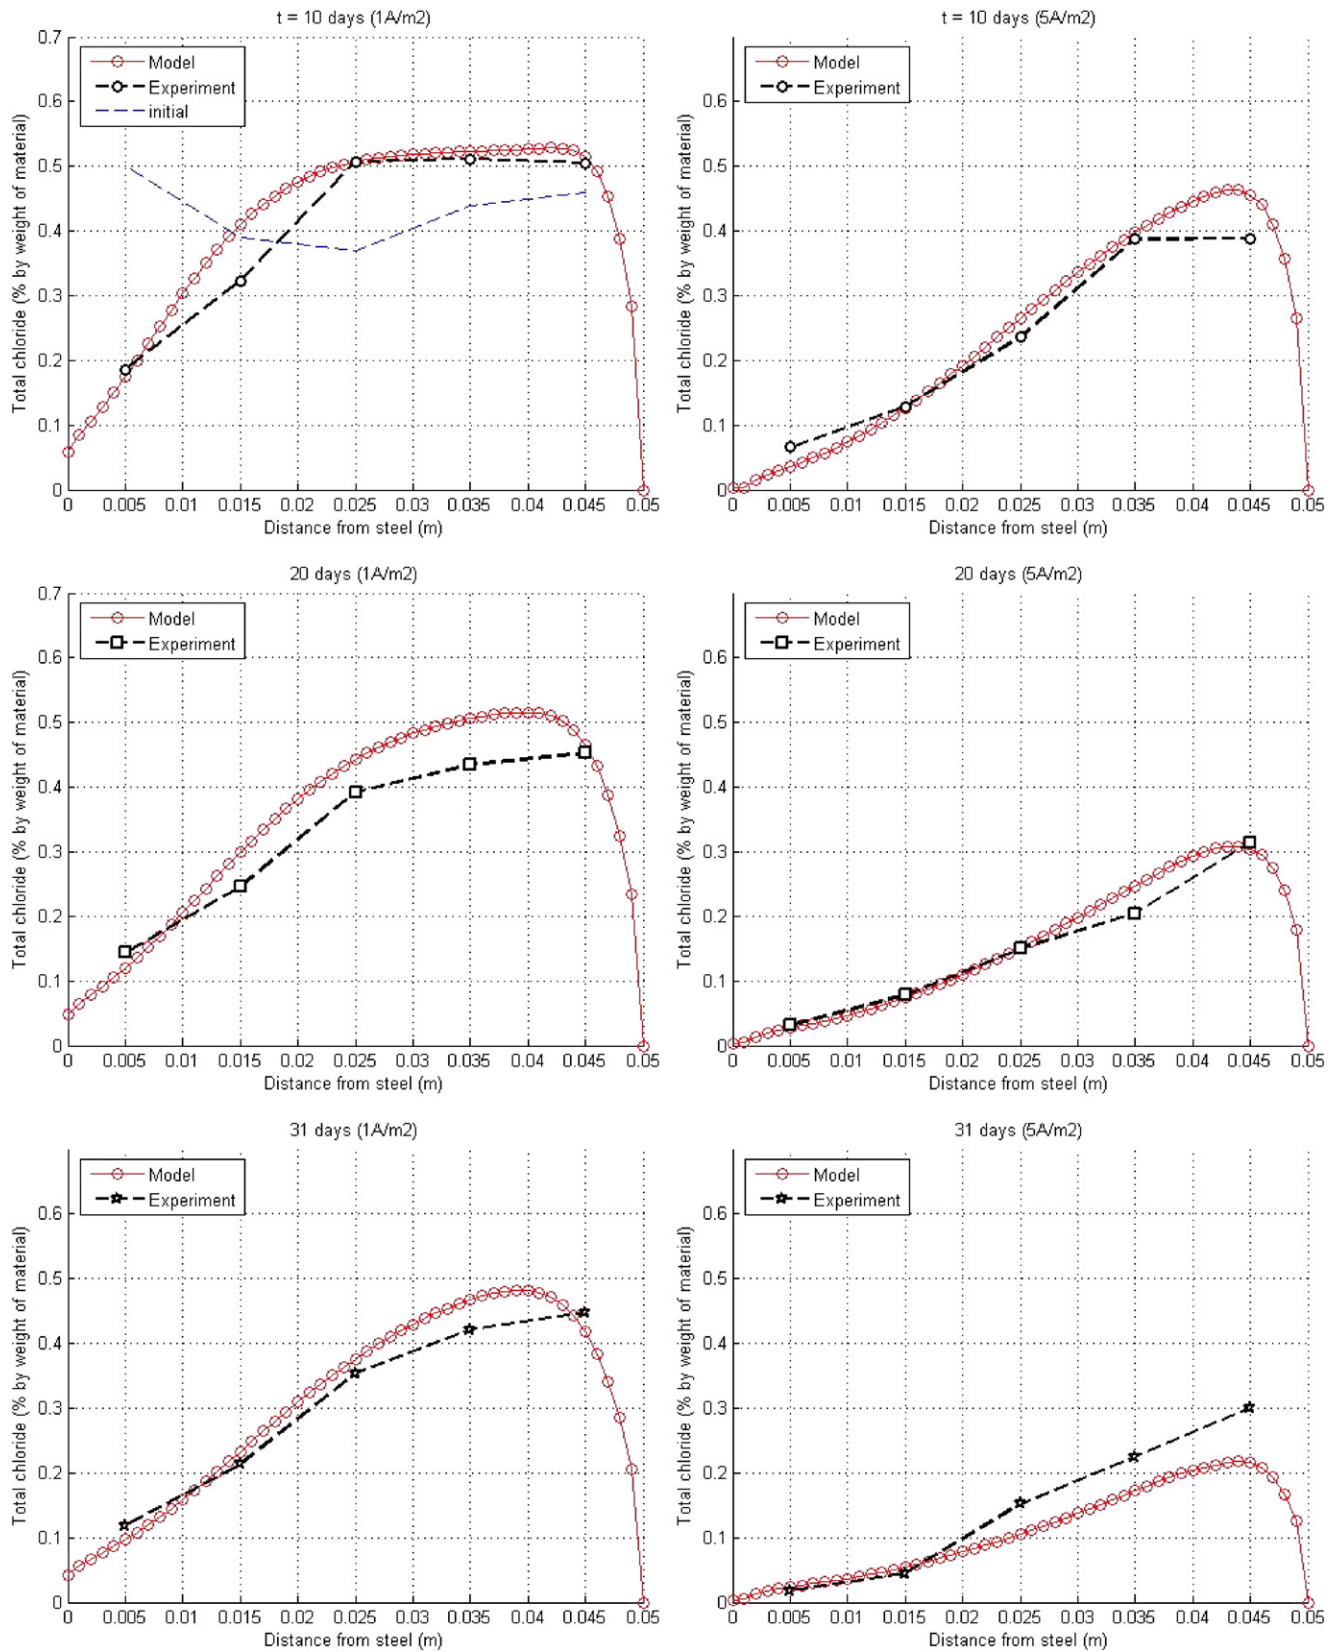 t = 10 days (1A/m2)
Total chloride (% by weight of material)
0.7
0.6
0.5
0.4
0.3
0.2
0.1
0
Model
Experiment
initial
0 0.005 0.01 0.015 0.02 0.025 0.03 0.035 0.04 0.045 0.05
Distance from steel (m)
t = 10 days (5A/m2)
Total chloride (% by weight of material)
0.6
0.5
0.4
0.3
0.2
0.1
0
Model
Experiment
0 0.005 0.01 0.015 0.02 0.025 0.03 0.035 0.04 0.045 0.05
Distance from steel (m)
20 days (1A/m2)
Total chloride (% by weight of material)
0.7
0.6
0.5
0.4
0.3
0.2
0.1
0
Model
Experiment
0 0.005 0.01 0.015 0.02 0.025 0.03 0.035 0.04 0.045 0.05
Distance from steel (m)
20 days (5A/m2)
Total chloride (% by weight of material)
0.6
0.5
0.4
0.3
0.2
0.1
0
Model
Experiment
0 0.005 0.01 0.015 0.02 0.025 0.03 0.035 0.04 0.045 0.05
Distance from steel (m)
31 days (1A/m2)
Total chloride (% by weight of material)
0.6
0.5
0.4
0.3
0.2
0.1
0
Model
Experiment
0 0.005 0.01 0.015 0.02 0.025 0.03 0.035 0.04 0.045 0.05
Distance from steel (m)
31 days (5A/m2)
Total chloride (% by weight of material)
0.6
0.5
0.4
0.3
0.2
0.1
0
Model
Experiment
0 0.005 0.01 0.015 0.02 0.025 0.03 0.035 0.04 0.045 0.05
Distance from steel (m)